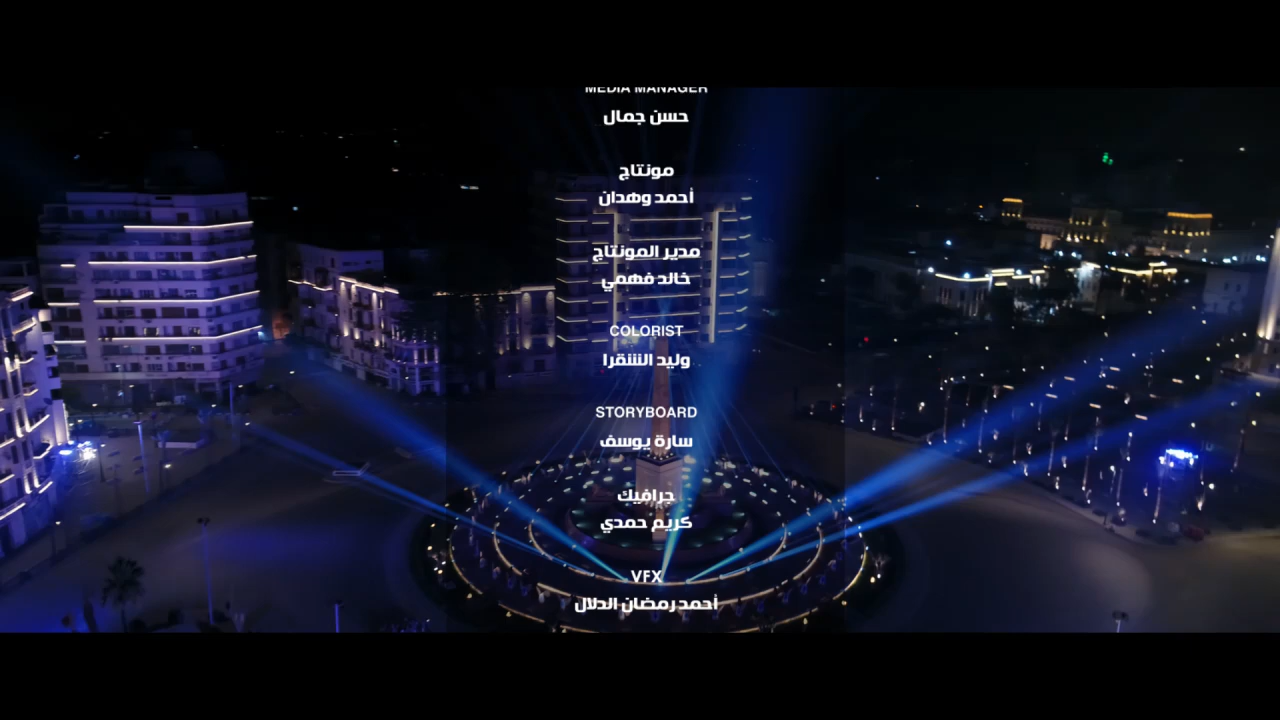 MEDIA MANAGER
حسن جمال
مونتاج
أحمد وهدان
مدير المونتاج
خالد فهمي
COLORIST
وليد الشقرا
STORYBOARD
سارة يوسف
جرافيك
كريم حمدي
VFX
أحمد رمضان الدلال